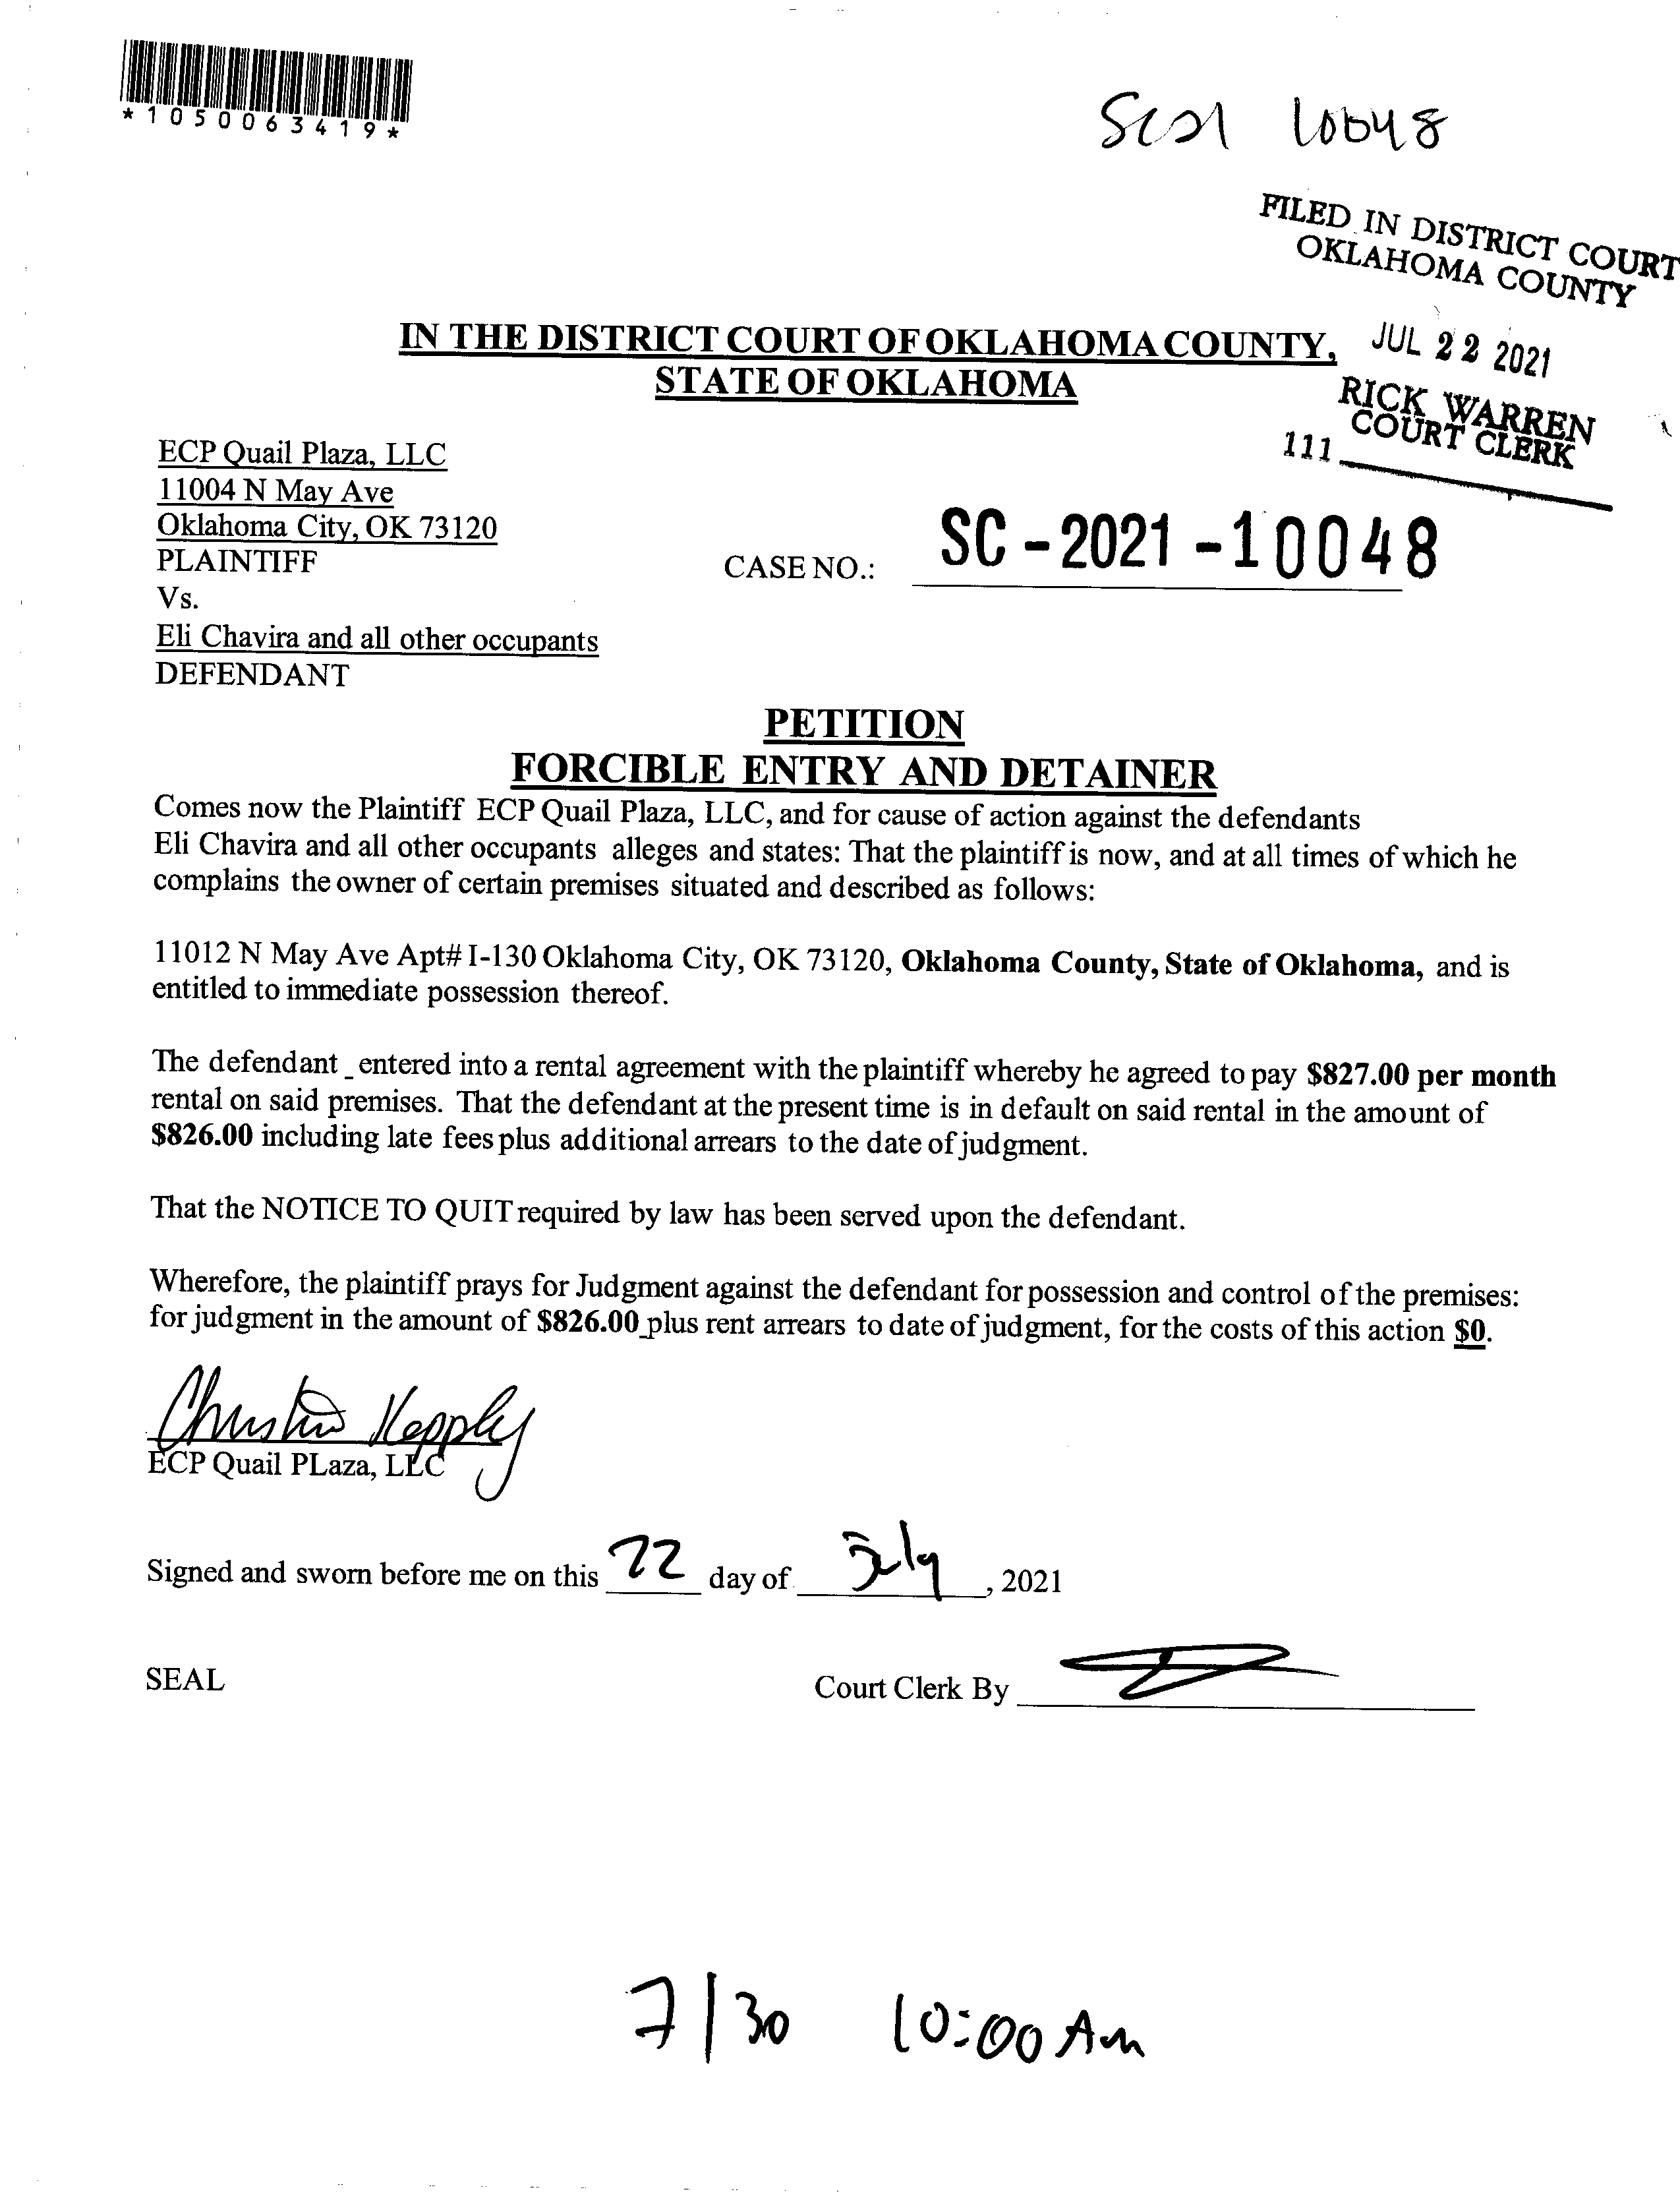 *1050063419*
SC21 10048
FILED IN DISTRICT COURT
OKLAHOMA COUNTY
JUL 22 2021
RICK WARREN
COURT CLERK
111
IN THE DISTRICT COURT OF OKLAHOMA COUNTY,
STATE OF OKLAHOMA
ECP Quail Plaza, LLC
11004 N May Ave
Oklahoma City, OK 73120
PLAINTIFF
CASE NO.: SC-2021-10048
Vs.
Eli Chavira and all other occupants
DEFENDANT
PETITION
FORCIBLE ENTRY AND DETAINER
Comes now the Plaintiff ECP Quail Plaza, LLC, and for cause of action against the defendants
Eli Chavira and all other occupants alleges and states: That the plaintiff is now, and at all times of which he
complains the owner of certain premises situated and described as follows:
11012 N May Ave Apt# I-130 Oklahoma City, OK 73120, Oklahoma County, State of Oklahoma, and is
entitled to immediate possession thereof.
The defendant _ entered into a rental agreement with the plaintiff whereby he agreed to pay $827.00 per month
rental on said premises. That the defendant at the present time is in default on said rental in the amount of
$826.00 including late fees plus additional arrears to the date of judgment.
That the NOTICE TO QUIT required by law has been served upon the defendant.
Wherefore, the plaintiff prays for Judgment against the defendant for possession and control of the premises:
for judgment in the amount of $826.00_plus rent arrears to date of judgment, for the costs of this action $0.
ECP Quail PLaza, LLC
Signed and sworn before me on this 22 day of July, 2021
SEAL
Court Clerk By
7/30 10:00 Am